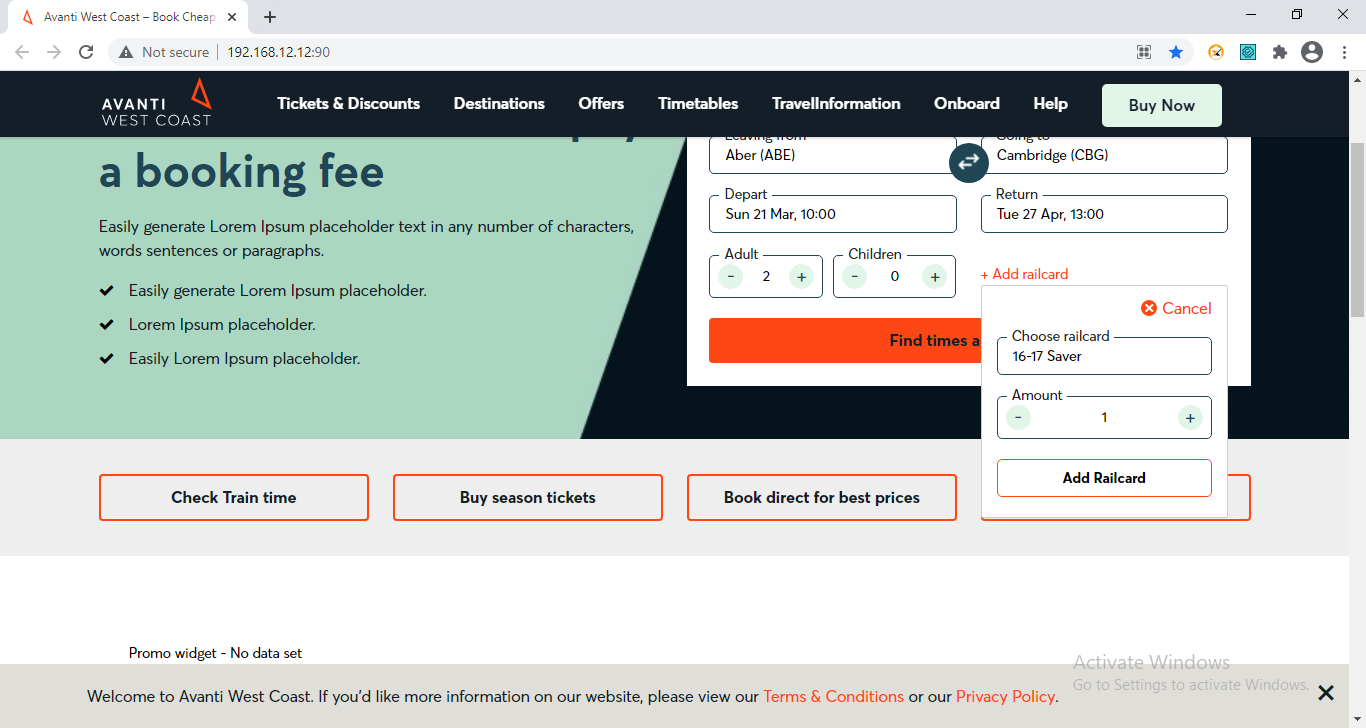 Avanti West Coast – Book Cheap
Not secure
192.168.12.12:90
AVANTI
WEST COAST
Tickets & Discounts
Destinations
Offers
Timetables
TravelInformation
Onboard
Help
Buy Now
a booking fee
Easily generate Lorem Ipsum placeholder text in any number of characters,
words sentences or paragraphs.
Easily generate Lorem Ipsum placeholder.
Lorem Ipsum placeholder.
Easily Lorem Ipsum placeholder.
Leaving from
Aber (ABE)
Going to
Cambridge (CBG)
Depart
Sun 21 Mar, 10:00
Return
Tue 27 Apr, 13:00
Adult
- 2 +
Children
- 0 +
+ Add railcard
Find times a
Cancel
Choose railcard
16-17 Saver
Amount
- 1 +
Add Railcard
Check Train time
Buy season tickets
Book direct for best prices
Promo widget - No data set
Activate Windows
Go to Settings to activate Windows.
Welcome to Avanti West Coast. If you'd like more information on our website, please view our Terms & Conditions or our Privacy Policy.